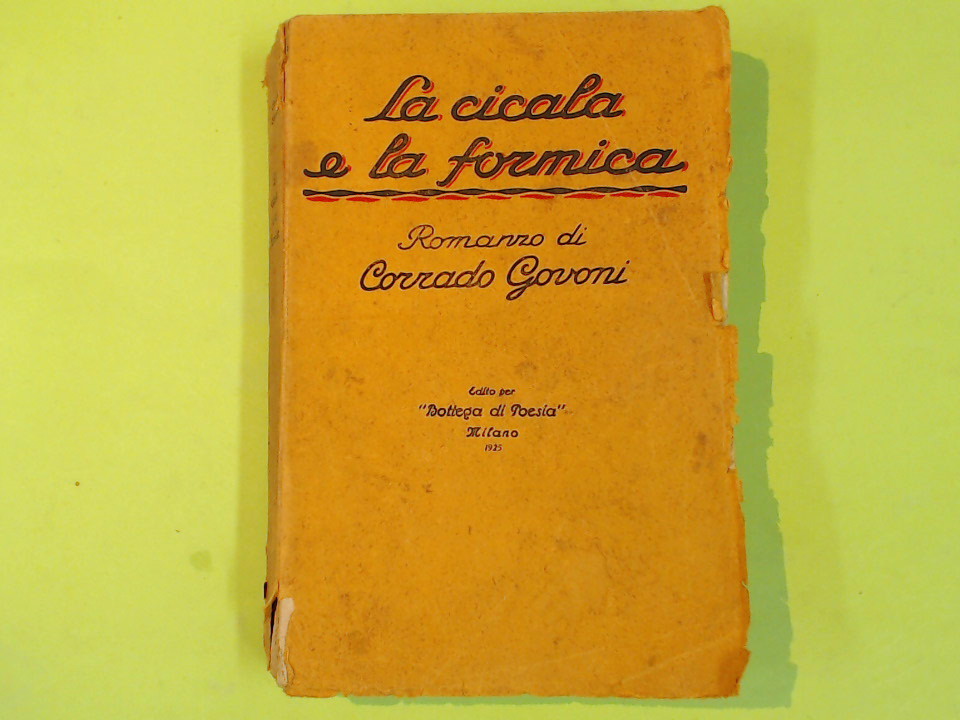 La cicala
e la formica
Romanzo di
Corrado Govoni
Edito per
"Bottega di Poesia"
Milano
1925